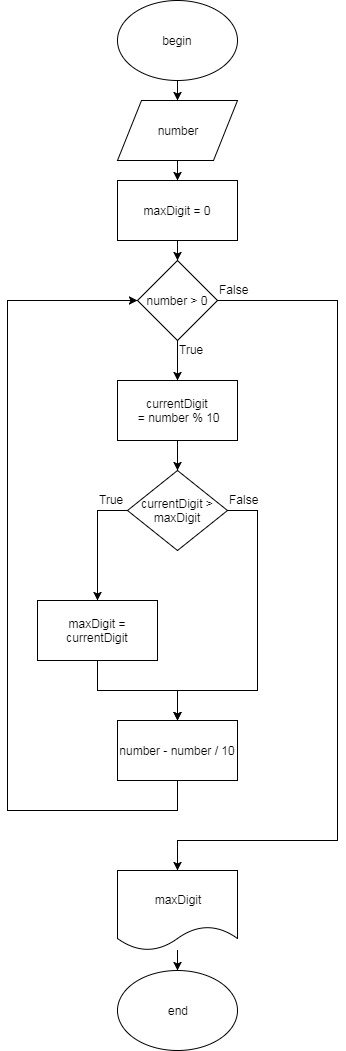 begin
number
maxDigit = 0
number > 0
False
True
currentDigit
= number % 10
currentDigit >
maxDigit
True
False
maxDigit =
currentDigit
number - number / 10
maxDigit
end